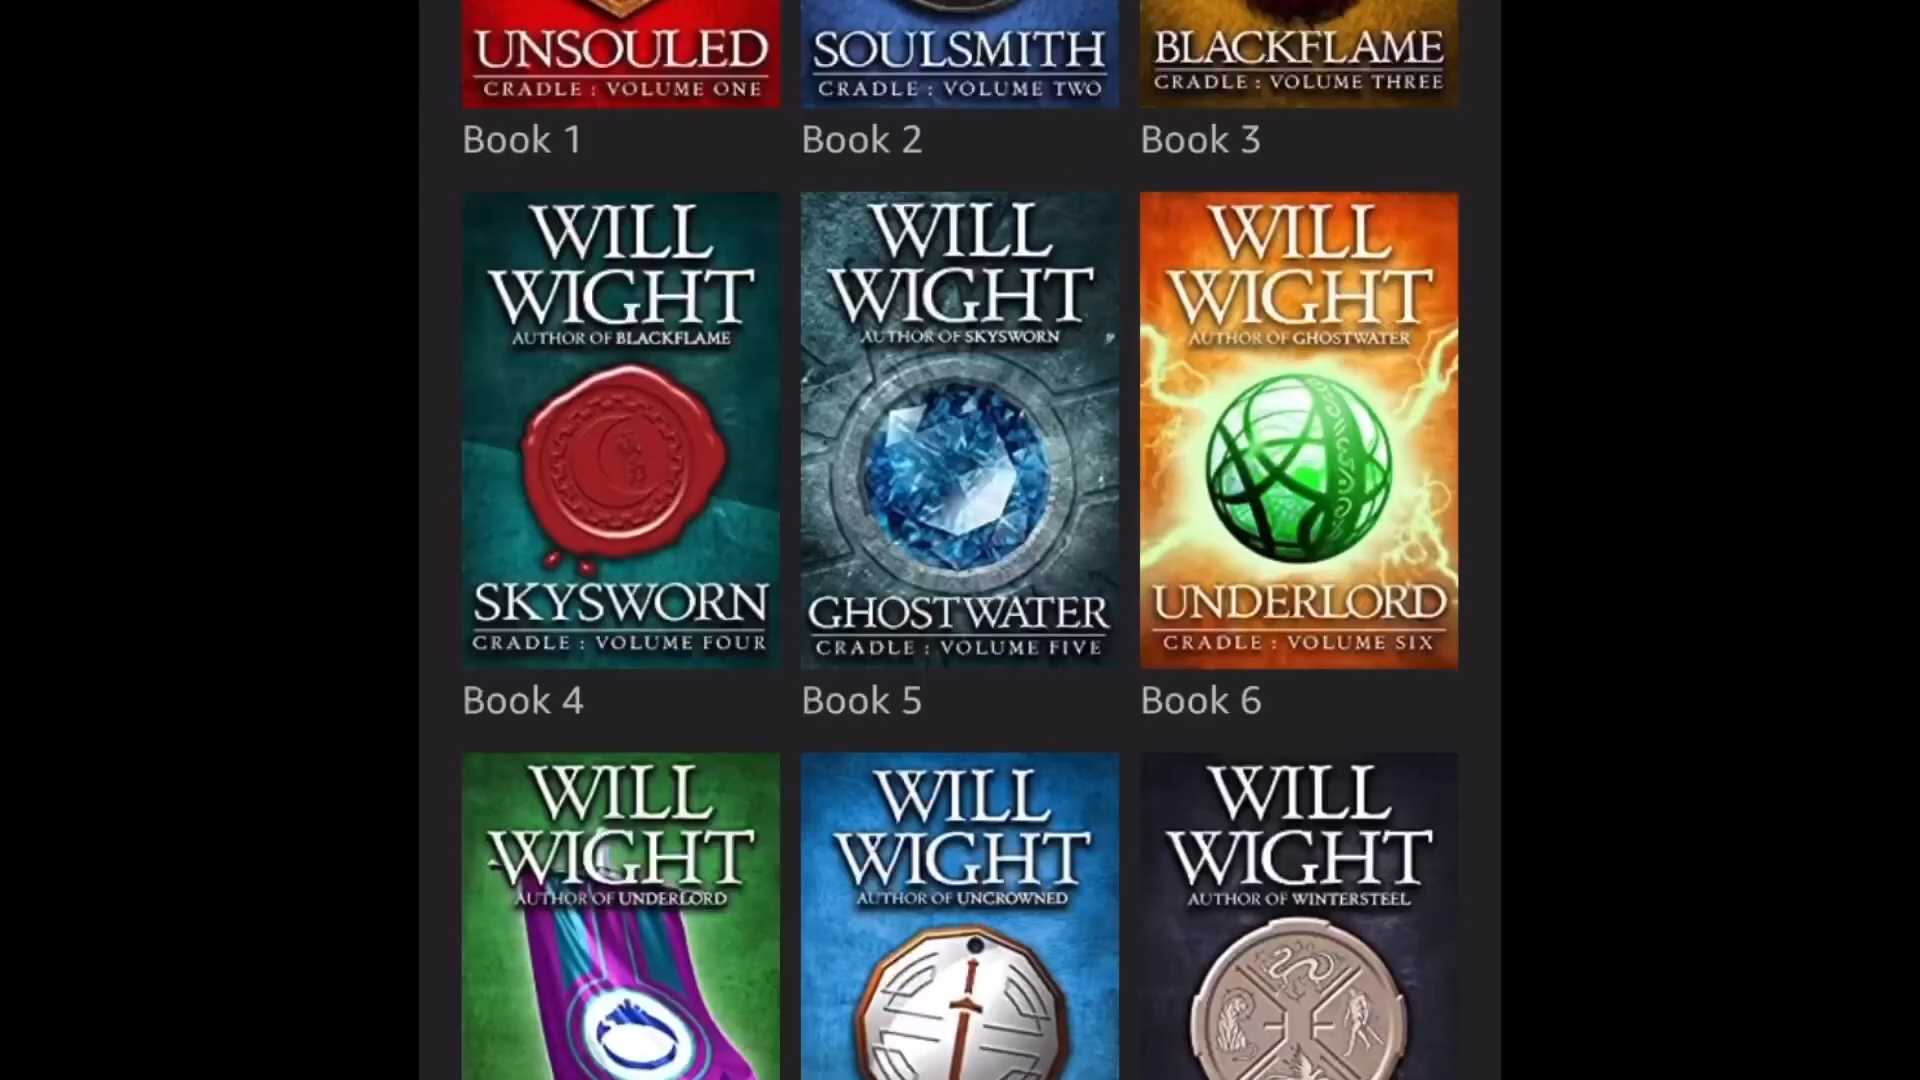 UNSOULED
CRADLE : VOLUME ONE
Book 1
SOULSMITH
CRADLE : VOLUME TWO
Book 2
BLACKFLAME
CRADLE : VOLUME THREE
Book 3
WILL
WIGHT
AUTHOR OF BLACKFLAME
SKYSWORN
CRADLE : VOLUME FOUR
Book 4
WILL
WIGHT
AUTHOR OF SKYSWORN
GHOSTWATER
CRADLE : VOLUME FIVE
Book 5
WILL
WIGHT
AUTHOR OF GHOSTWATER
UNDERLORD
CRADLE : VOLUME SIX
Book 6
WILL
WIGHT
AUTHOR OF UNDERLORD
WILL
WIGHT
AUTHOR OF UNCROWNED
WILL
WIGHT
AUTHOR OF WINTERSTEEL